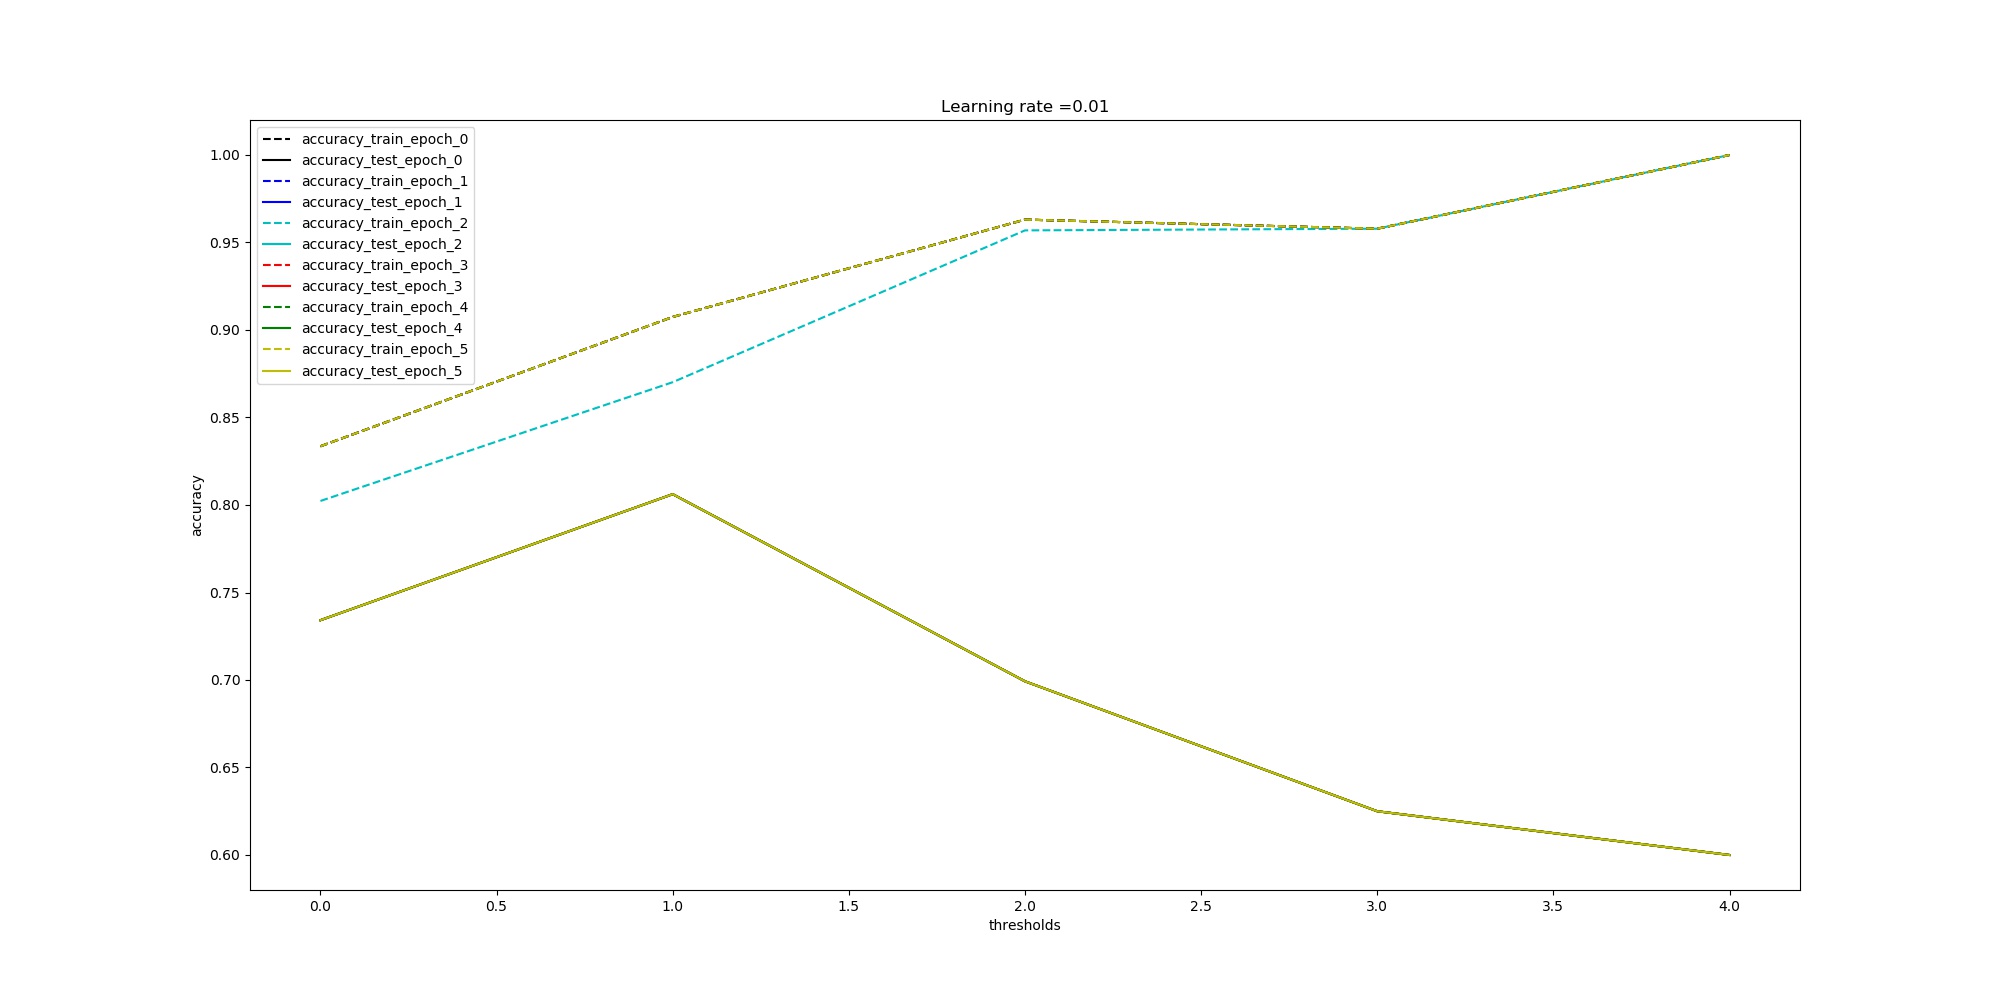 Learning rate =0.01
accuracy_train_epoch_0
accuracy_test_epoch_0
accuracy_train_epoch_1
accuracy_test_epoch_1
accuracy_train_epoch_2
accuracy_test_epoch_2
accuracy_train_epoch_3
accuracy_test_epoch_3
accuracy_train_epoch_4
accuracy_test_epoch_4
accuracy_train_epoch_5
accuracy_test_epoch_5
1.00
0.95
0.90
0.85
0.80
0.75
0.70
0.65
0.60
accuracy
0.0 0.5 1.0 1.5 2.0 2.5 3.0 3.5 4.0
thresholds